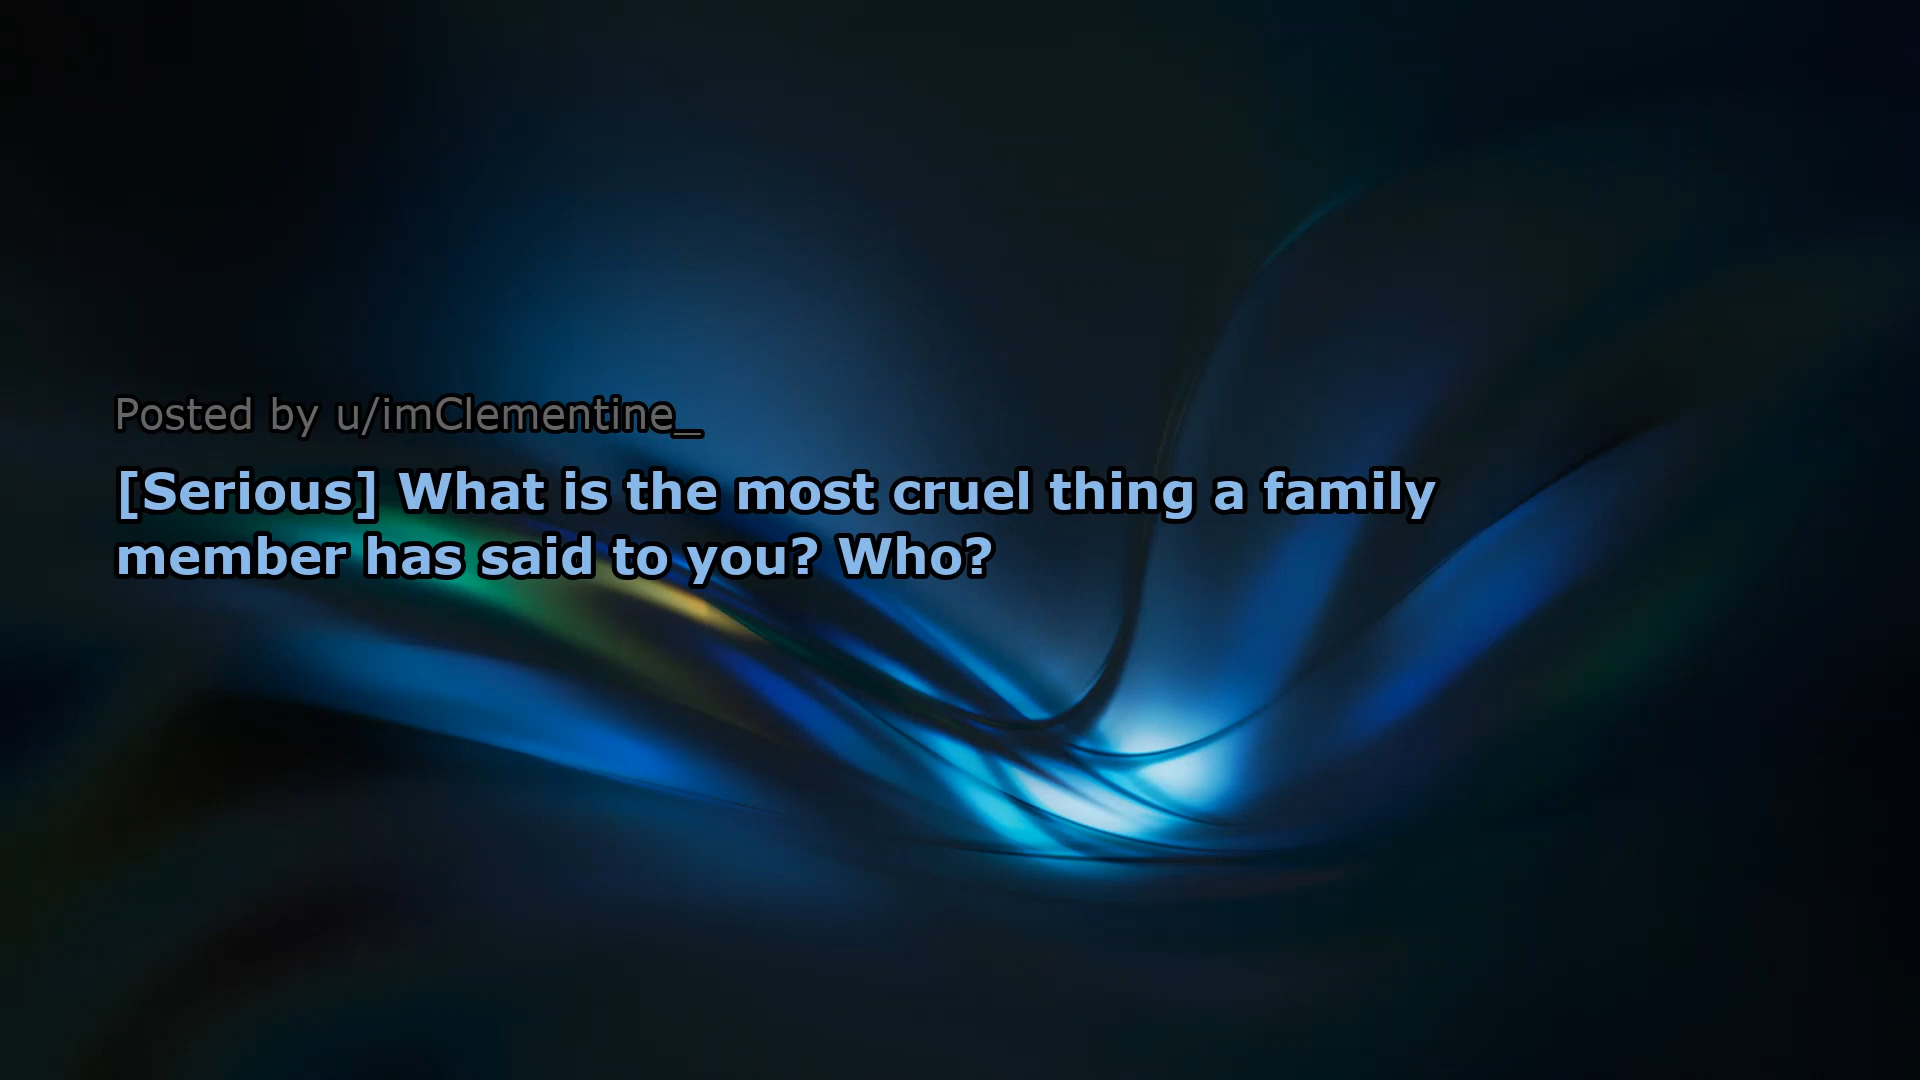 Posted by u/imClementine_
[Serious] What is the most cruel thing a family
member has said to you? Who?